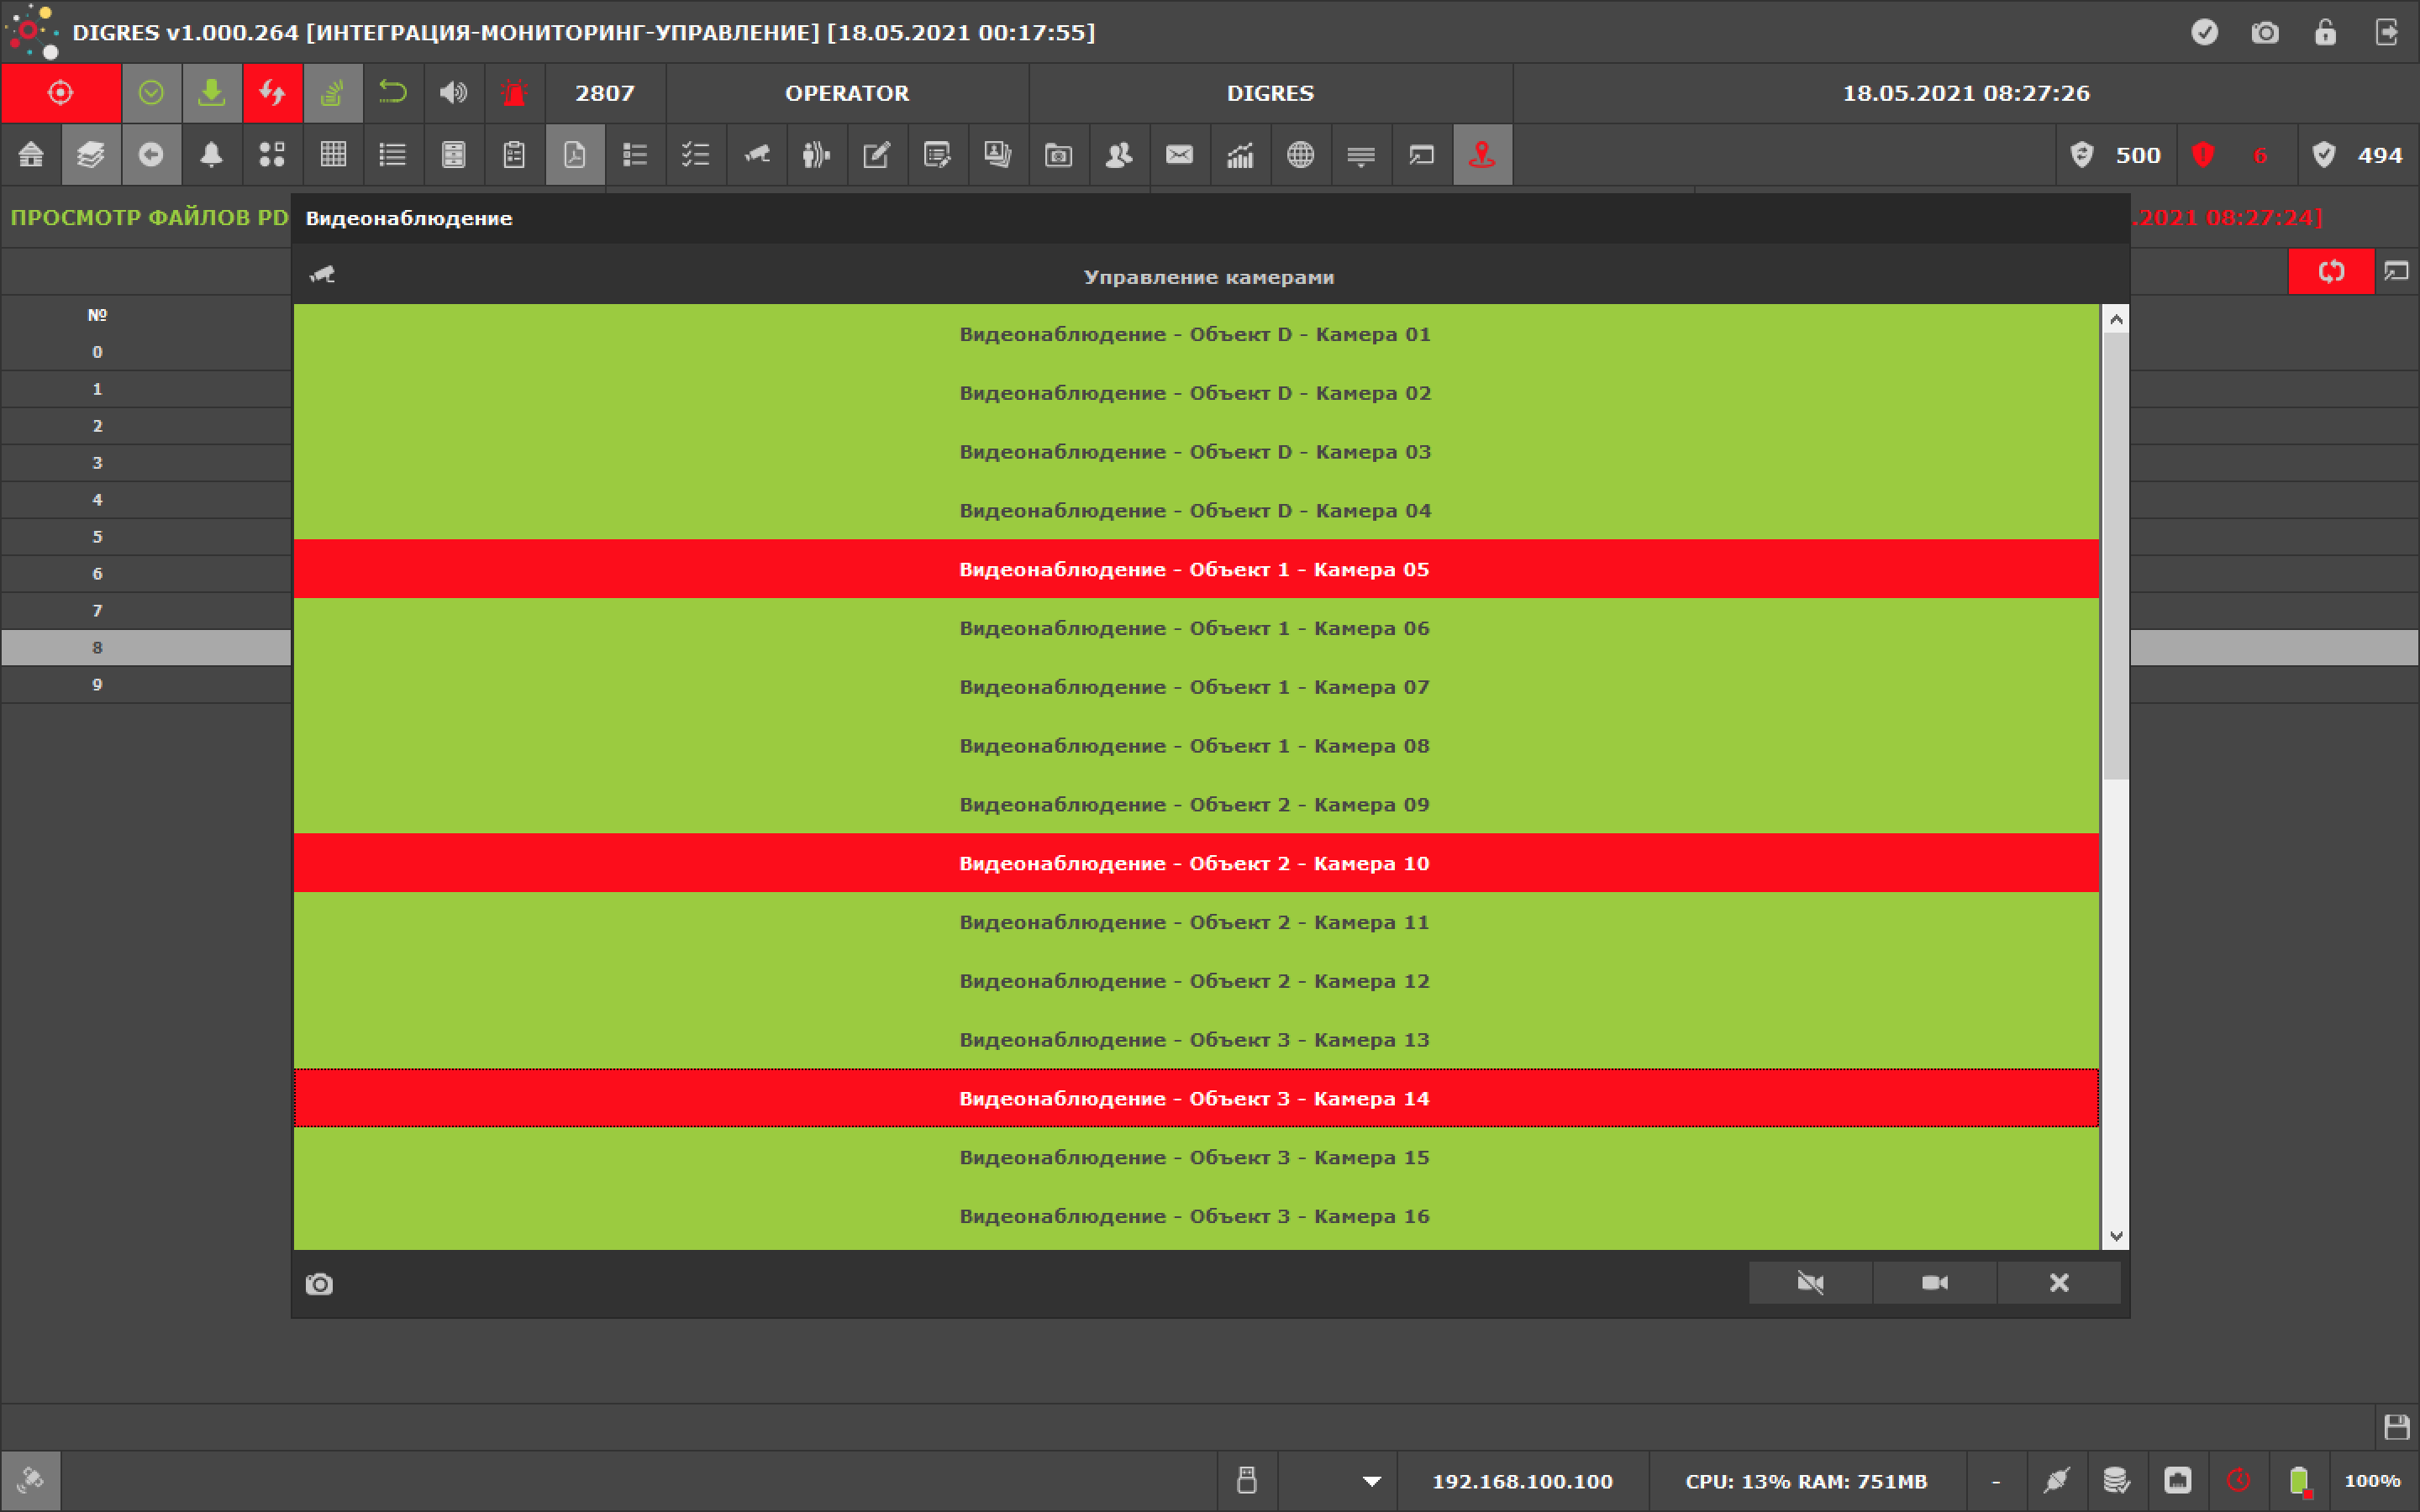 DIGRES v1.000.264 [ИНТЕГРАЦИЯ-МОНИТОРИНГ-УПРАВЛЕНИЕ] [18.05.2021 00:17:55]
2807 OPERATOR DIGRES 18.05.2021 08:27:26
500 6 494
ПРОСМОТР ФАЙЛОВ PD
.2021 08:27:24]
Видеонаблюдение
Управление камерами
№
0
1
2
3
4
5
6
7
8
9
Видеонаблюдение - Объект D - Камера 01
Видеонаблюдение - Объект D - Камера 02
Видеонаблюдение - Объект D - Камера 03
Видеонаблюдение - Объект D - Камера 04
Видеонаблюдение - Объект 1 - Камера 05
Видеонаблюдение - Объект 1 - Камера 06
Видеонаблюдение - Объект 1 - Камера 07
Видеонаблюдение - Объект 1 - Камера 08
Видеонаблюдение - Объект 2 - Камера 09
Видеонаблюдение - Объект 2 - Камера 10
Видеонаблюдение - Объект 2 - Камера 11
Видеонаблюдение - Объект 2 - Камера 12
Видеонаблюдение - Объект 3 - Камера 13
Видеонаблюдение - Объект 3 - Камера 14
Видеонаблюдение - Объект 3 - Камера 15
Видеонаблюдение - Объект 3 - Камера 16
192.168.100.100 CPU: 13% RAM: 751MB - 100%